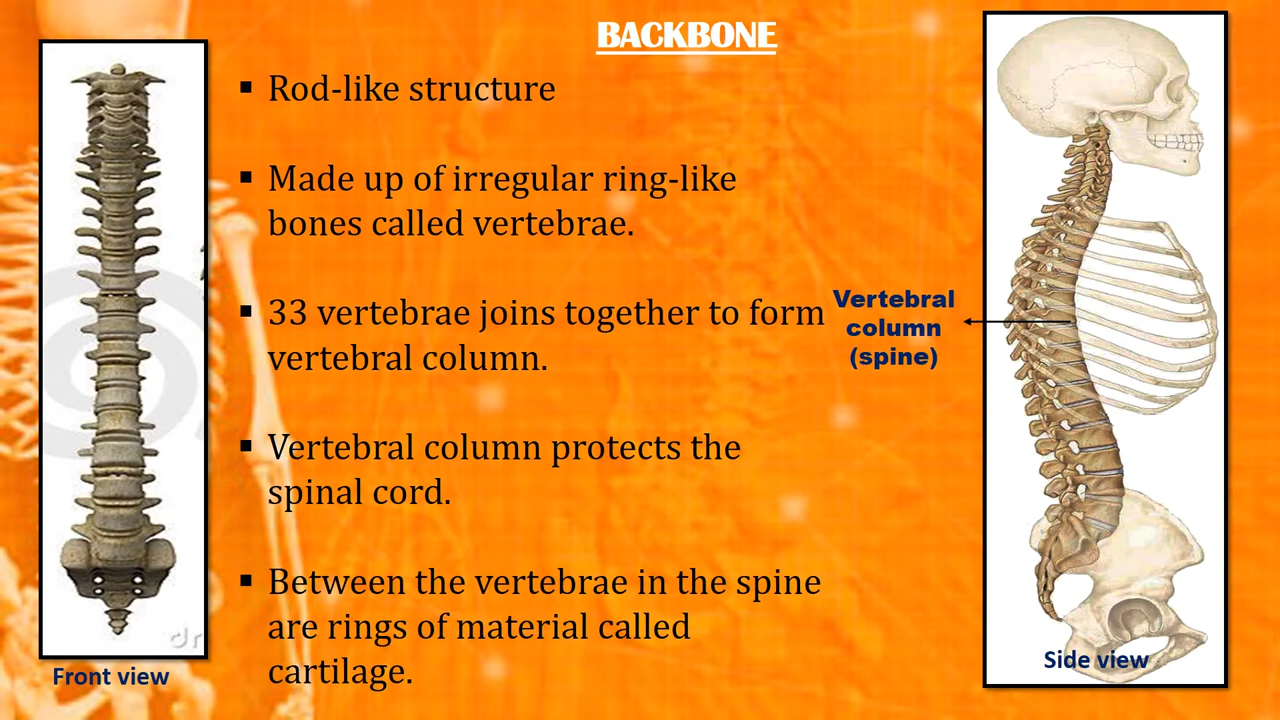 BACKBONE
▪ Rod-like structure
▪ Made up of irregular ring-like
bones called vertebrae.
▪ 33 vertebrae joins together to form
vertebral column.
▪ Vertebral column protects the
spinal cord.
▪ Between the vertebrae in the spine
are rings of material called
cartilage.
Vertebral
column
(spine)
Front view
Side view